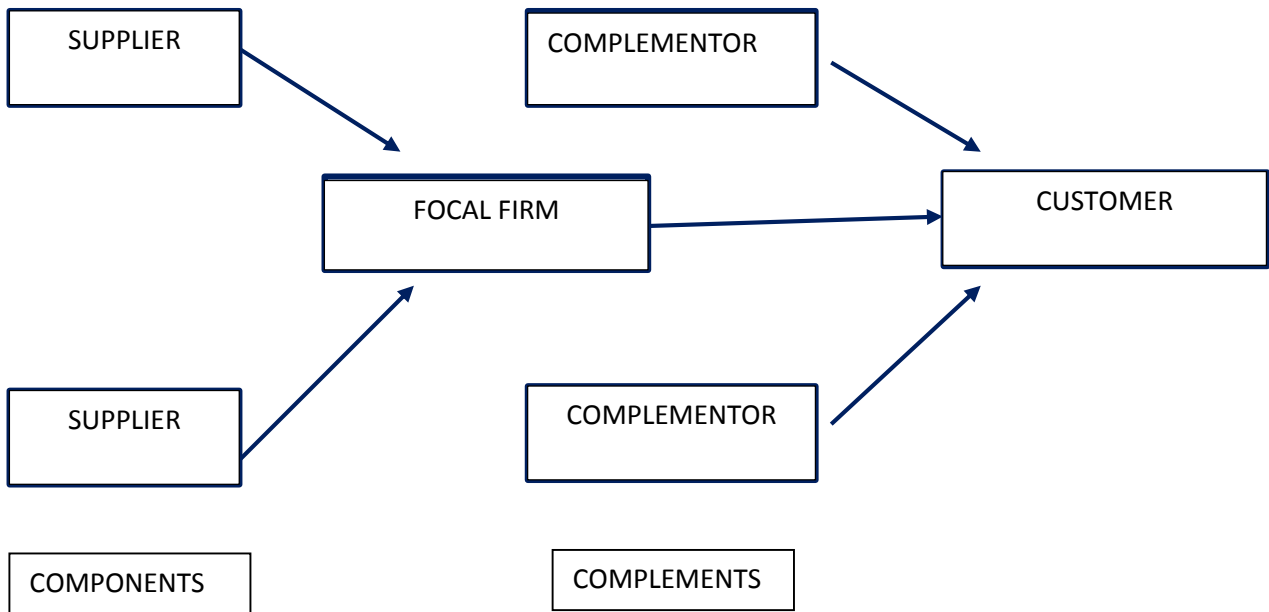 SUPPLIER
COMPLEMENTOR
FOCAL FIRM
CUSTOMER
SUPPLIER
COMPLEMENTOR
COMPONENTS
COMPLEMENTS